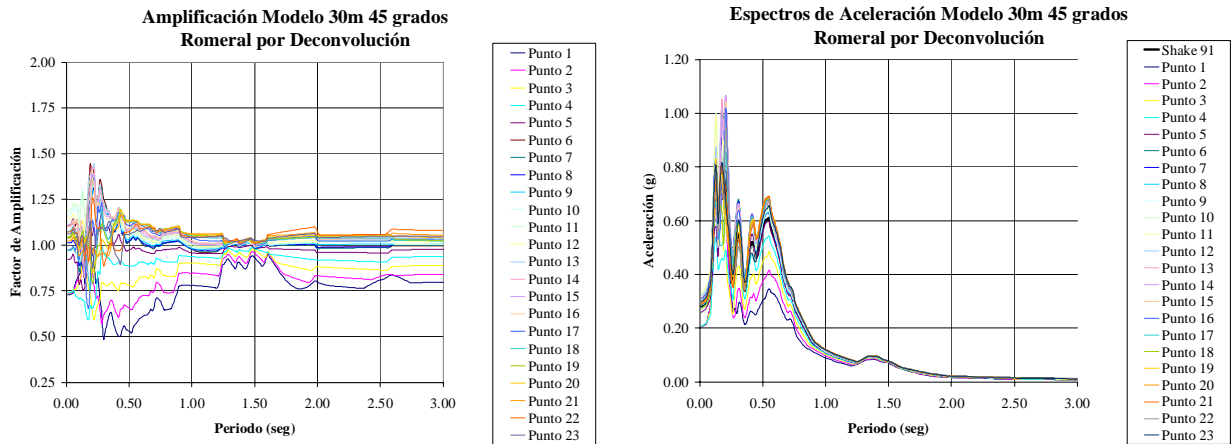 Amplificación Modelo 30m 45 grados
Romeral por Deconvolución
2.00
1.75
1.50
1.25
1.00
0.75
0.50
0.25
Factor de Amplificación
0.00
0.50
1.00
1.50
2.00
2.50
3.00
Periodo (seg)
Punto 1
Punto 2
Punto 3
Punto 4
Punto 5
Punto 6
Punto 7
Punto 8
Punto 9
Punto 10
Punto 11
Punto 12
Punto 13
Punto 14
Punto 15
Punto 16
Punto 17
Punto 18
Punto 19
Punto 20
Punto 21
Punto 22
Punto 23
Espectros de Aceleración Modelo 30m 45 grados
Romeral por Deconvolución
1.20
1.00
0.80
0.60
0.40
0.20
0.00
Aceleración (g)
0.00
0.50
1.00
1.50
2.00
2.50
3.00
Periodo (seg)
Shake 91
Punto 1
Punto 2
Punto 3
Punto 4
Punto 5
Punto 6
Punto 7
Punto 8
Punto 9
Punto 10
Punto 11
Punto 12
Punto 13
Punto 14
Punto 15
Punto 16
Punto 17
Punto 18
Punto 19
Punto 20
Punto 21
Punto 22
Punto 23